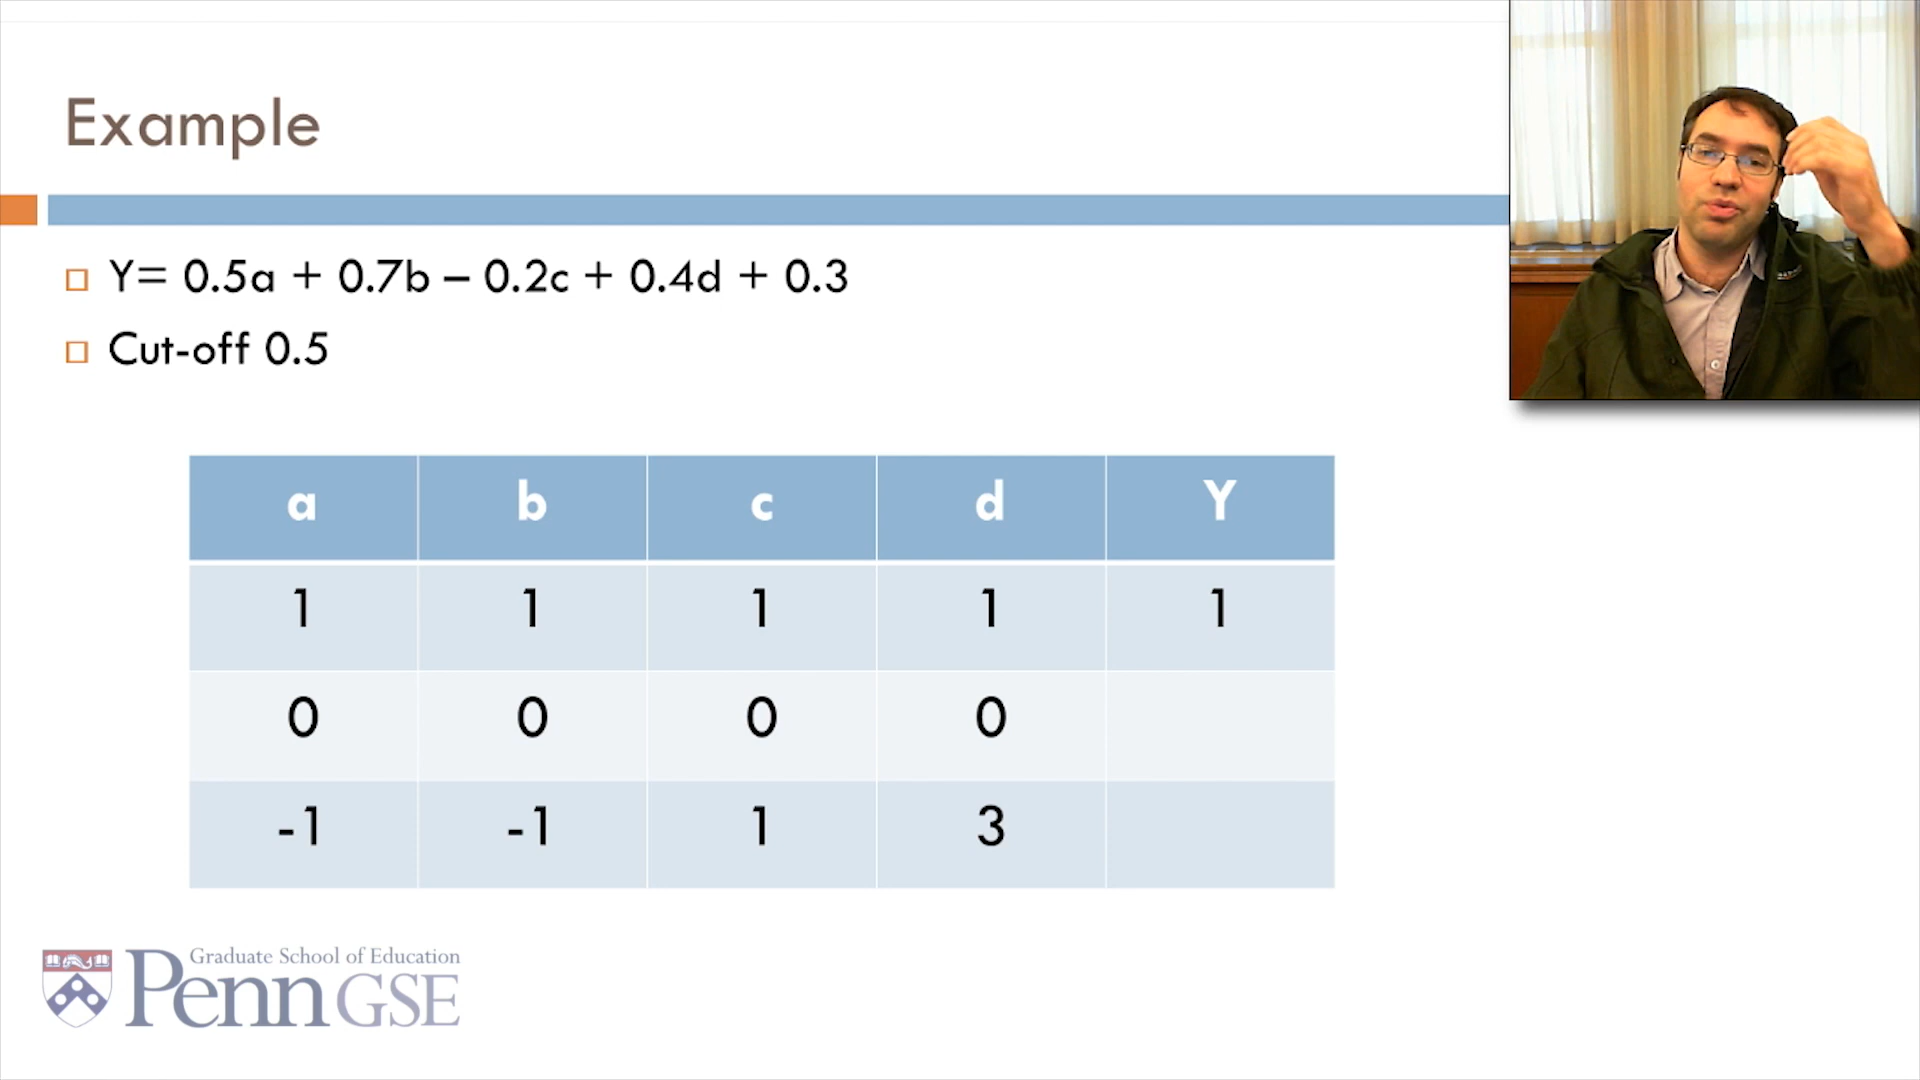 Example
Y= 0.5a + 0.7b – 0.2c + 0.4d + 0.3
Cut-off 0.5
a b c d Y
1 1 1 1 1
0 0 0 0
-1 -1 1 3
Graduate School of Education
Penn GSE